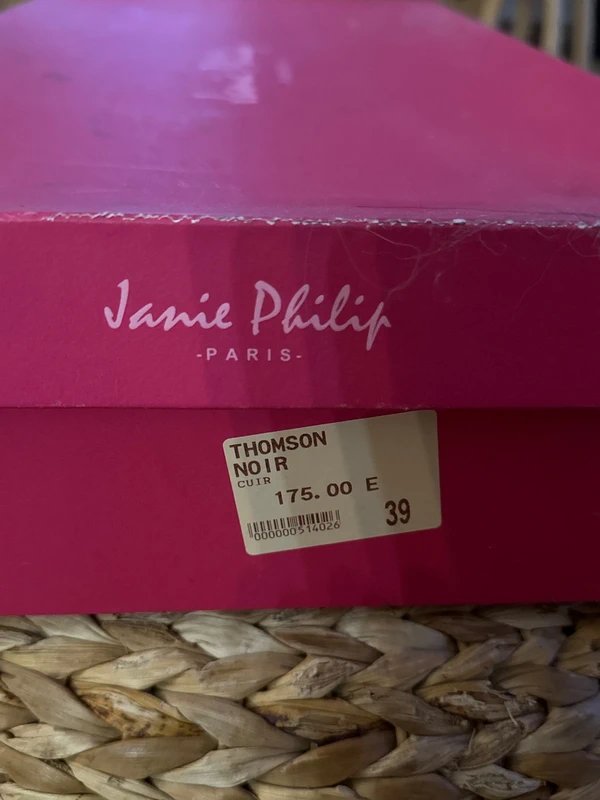 Janie Philip
-PARIS-
THOMSON
NOIR
CUIR
175.00 E
39
000000514026